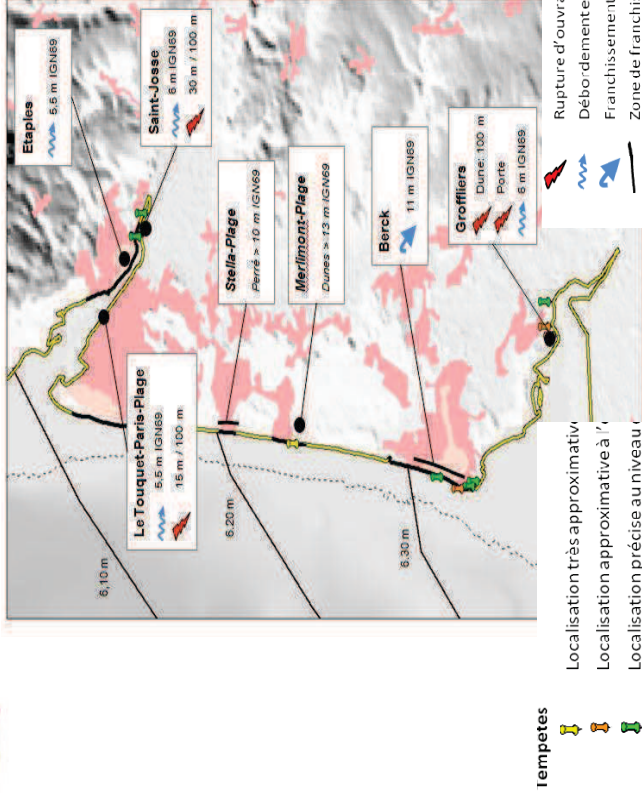 Etaples
5,5 m IGN69
Saint-Josse
6 m IGN69
30 m / 100 m
Le Touquet-Paris-Plage
5.5 m IGN69
15 m / 100 m
Stella-Plage
Perré > 10 m IGN69
Merlimont-Plage
Dunes > 13 m IGN69
Berck
11 m IGN69
Groffliers
Dune: 100 m
Porte
6 m IGN69
6,10 m
6.20 m
6.30 m
Tempetes
Localisation très approximativ
Localisation approximative à l'
Localisation précise au niveau
Rupture d'ouvra
Débordement
Franchissement
Zone de franchi